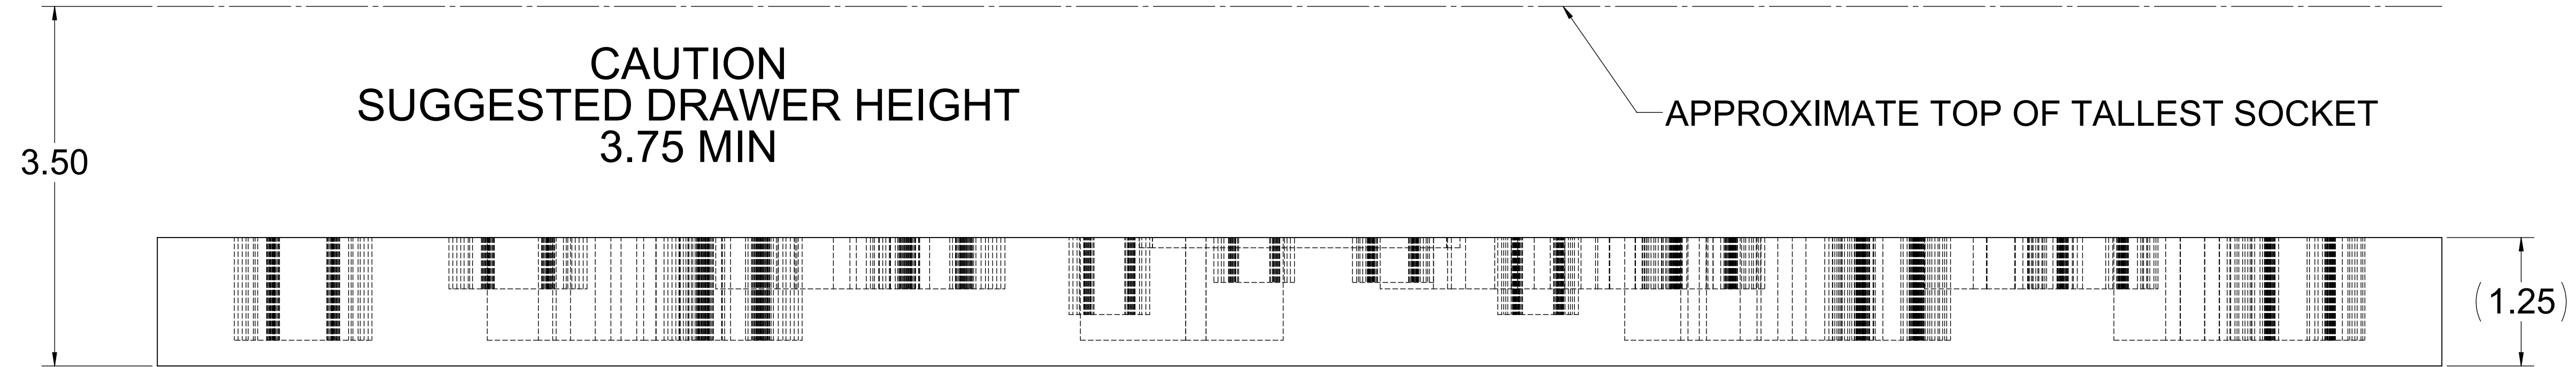 CAUTION
SUGGESTED DRAWER HEIGHT
3.75 MIN
APPROXIMATE TOP OF TALLEST SOCKET
3.50
(1.25)